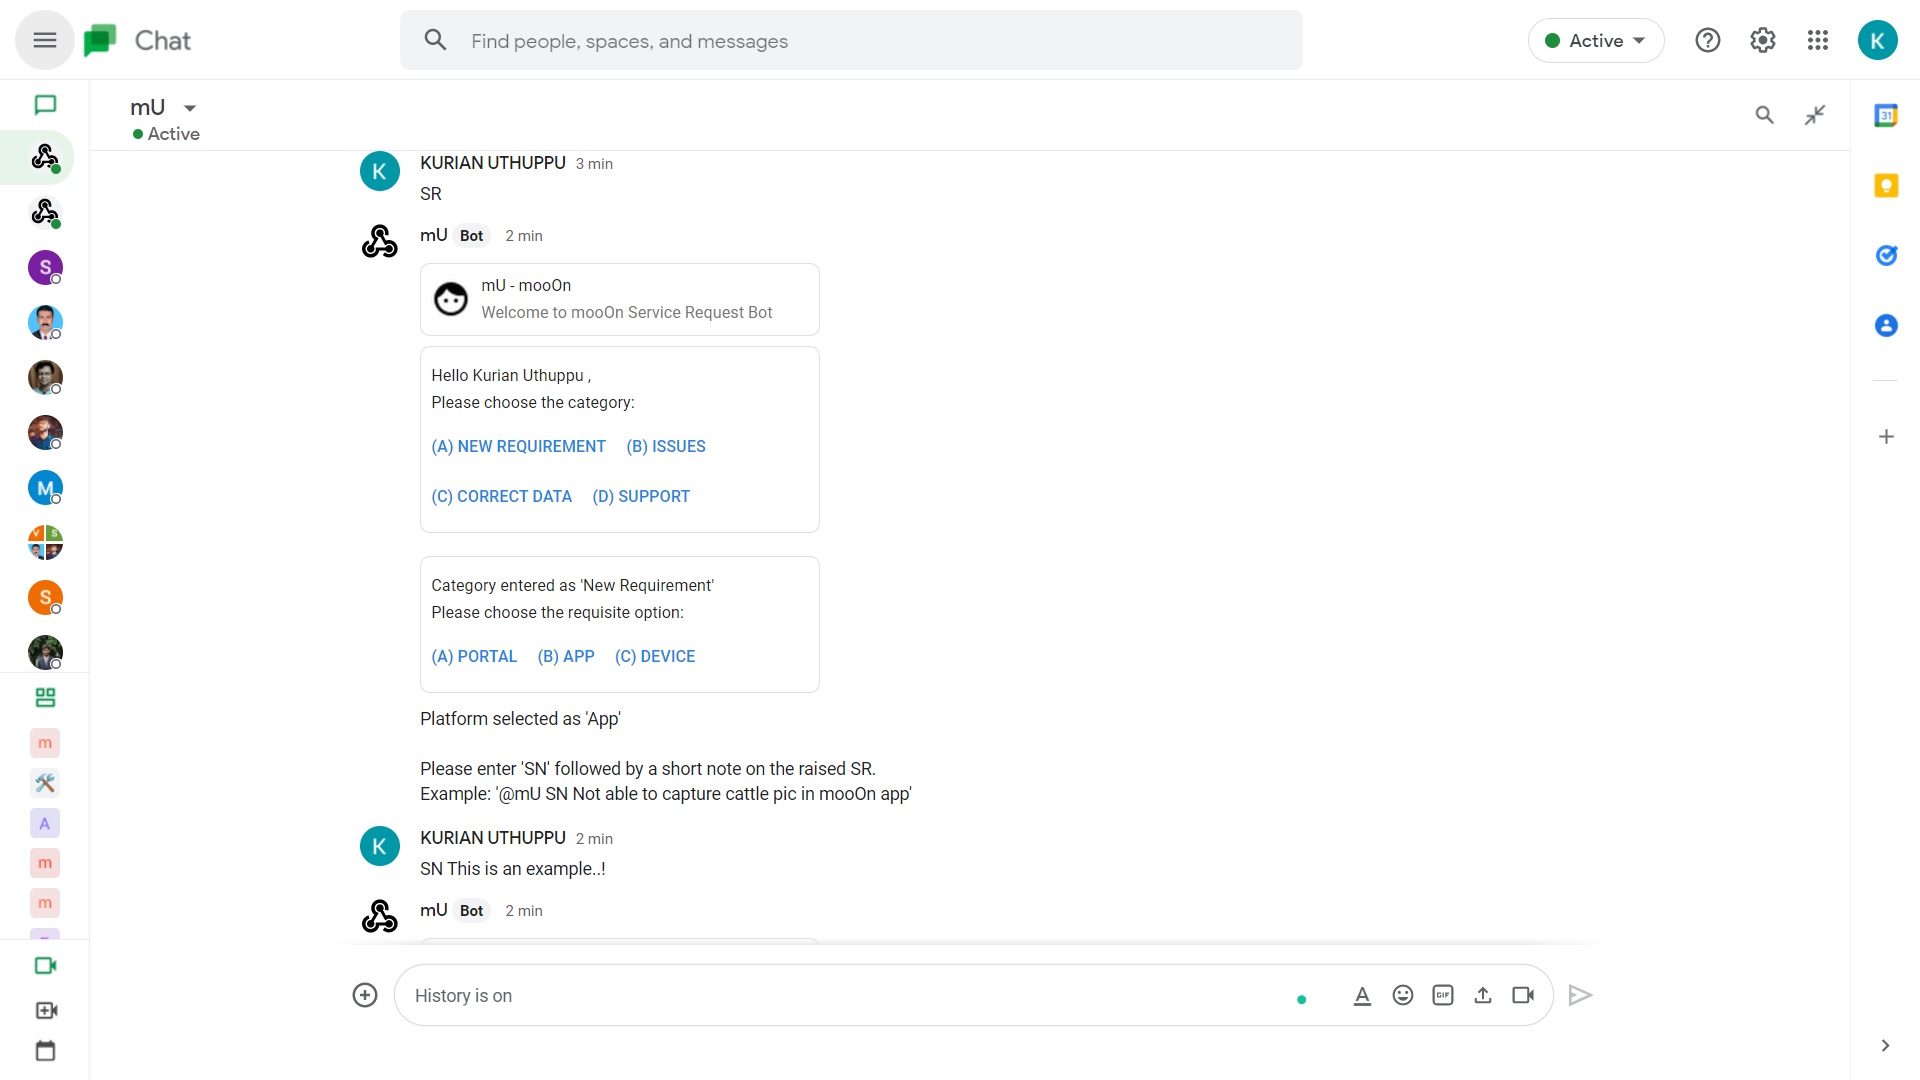 Chat
Find people, spaces, and messages
Active
K
mU
Active
31
K
KURIAN UTHUPPU 3 min
SR
mU Bot 2 min
mU - mooOn
Welcome to mooOn Service Request Bot
Hello Kurian Uthuppu ,
Please choose the category:
(A) NEW REQUIREMENT (B) ISSUES
(C) CORRECT DATA (D) SUPPORT
Category entered as 'New Requirement'
Please choose the requisite option:
(A) PORTAL (B) APP (C) DEVICE
Platform selected as 'App'
Please enter 'SN' followed by a short note on the raised SR.
Example: '@mU SN Not able to capture cattle pic in mooOn app'
K
KURIAN UTHUPPU 2 min
SN This is an example..!
mU Bot 2 min
History is on
GIF
S
M
V S
S
m
A
m
m